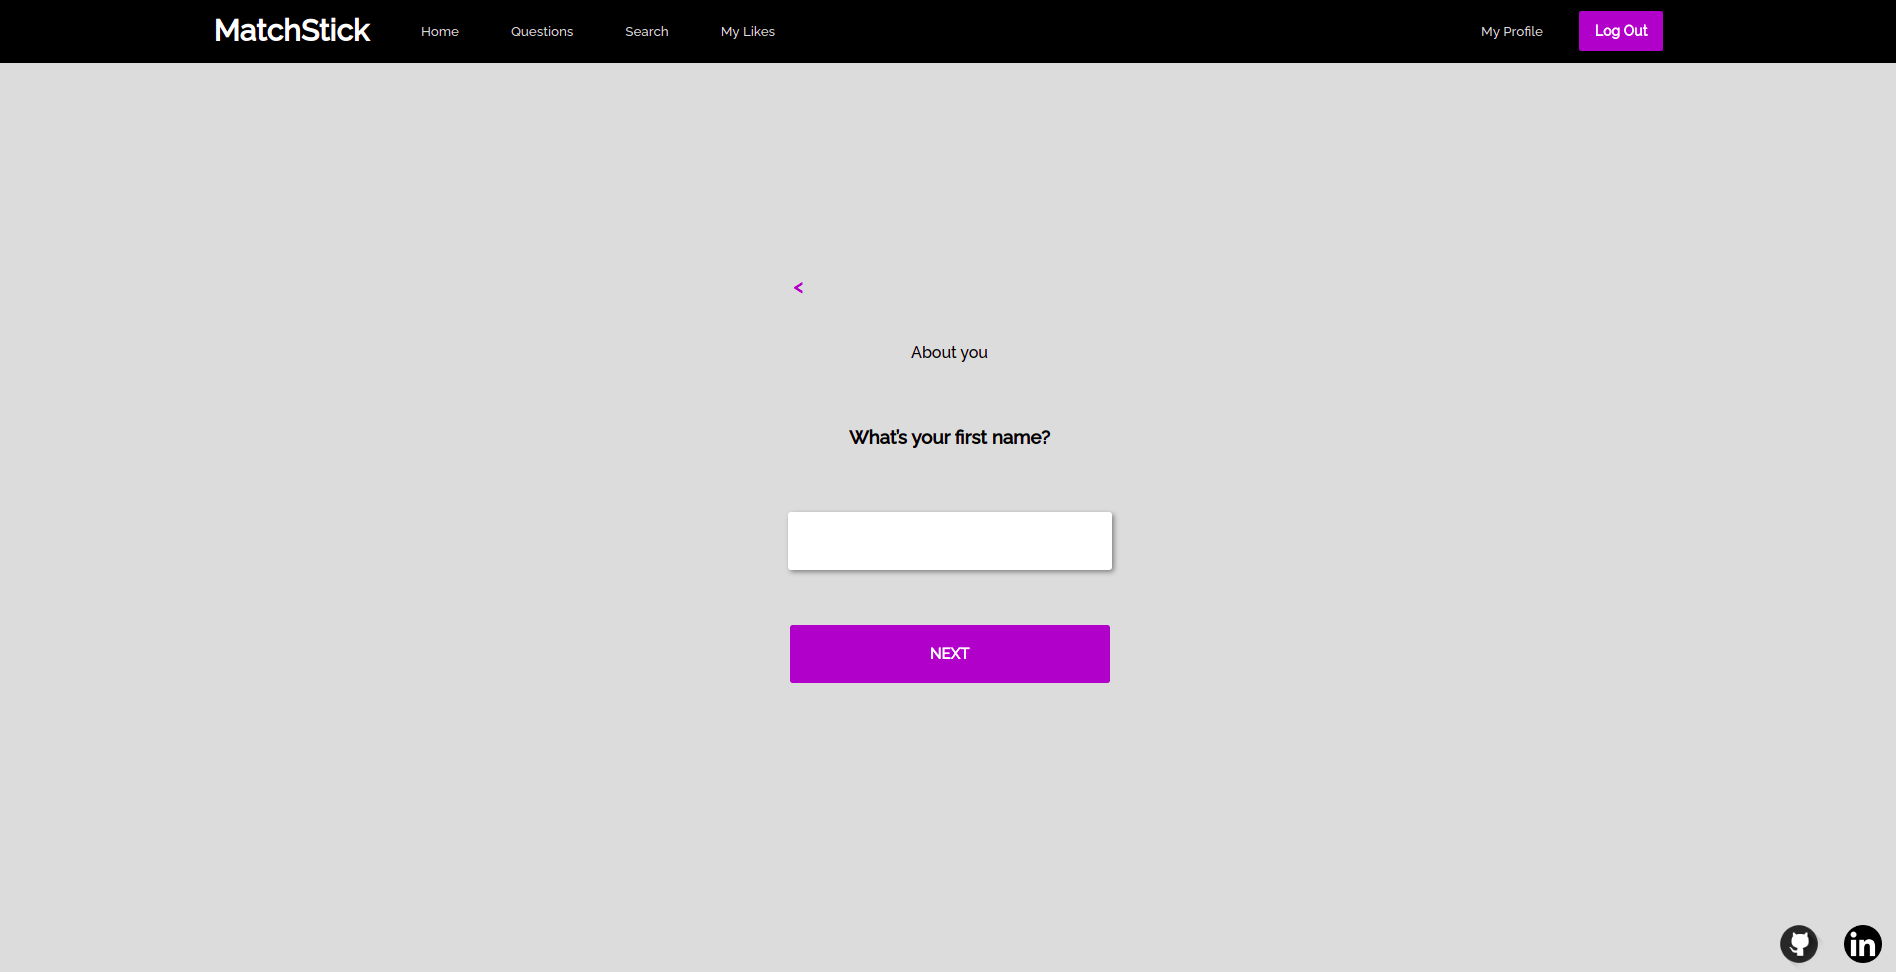 MatchStick Home Questions Search My Likes My Profile Log Out
<
About you
What's your first name?
NEXT
in